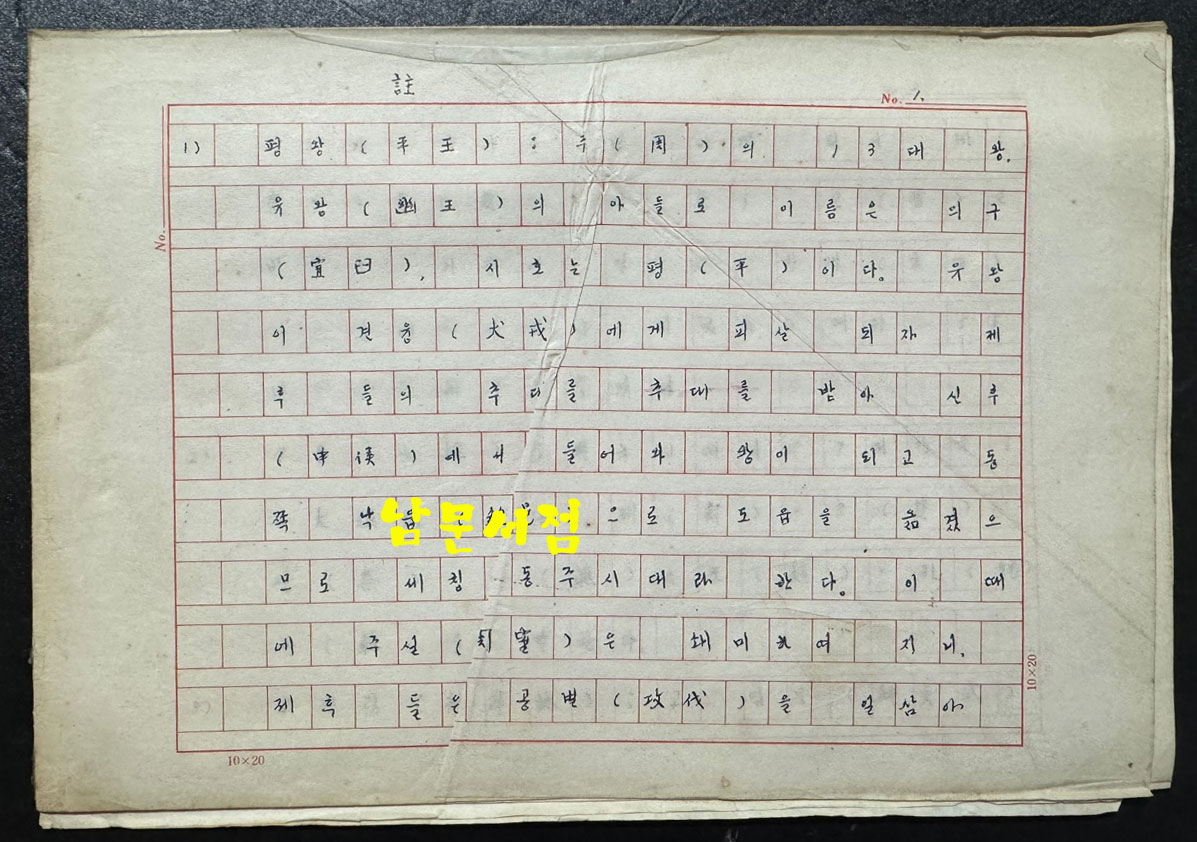 註
No. 1.
1) 평왕(平王) : 주(周)의 13대 왕.
유왕(幽王)의 아들로 이름은 의구
No.
(宜臼), 시호는 평(平)이다. 유왕
이 견융(犬戎)에게 피살 되자 제
후 들의 추대를 추대를 받아 신후
(申侯)에서 들어와 왕이 되고 동
쪽 낙읍 으로 도읍을 옮겼으
남문서점
므로 세칭 동주시대라 한다. 이 때
에 주실(周室)은 쇠미하여 지니,
10×20
제후 들은 공벌(攻伐)을 일삼아
10×20